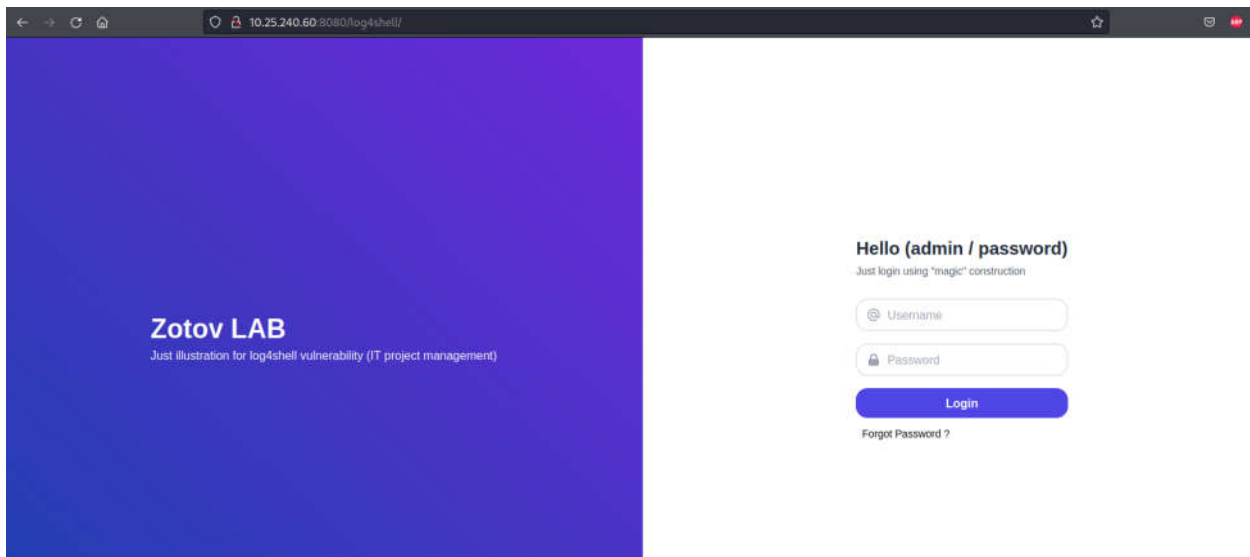 10.25.240.60:8080/log4shell/
Zotov LAB
Just illustration for log4shell vulnerability (IT project management)
Hello (admin / password)
Just login using "magic" construction
Username
Password
Login
Forgot Password ?